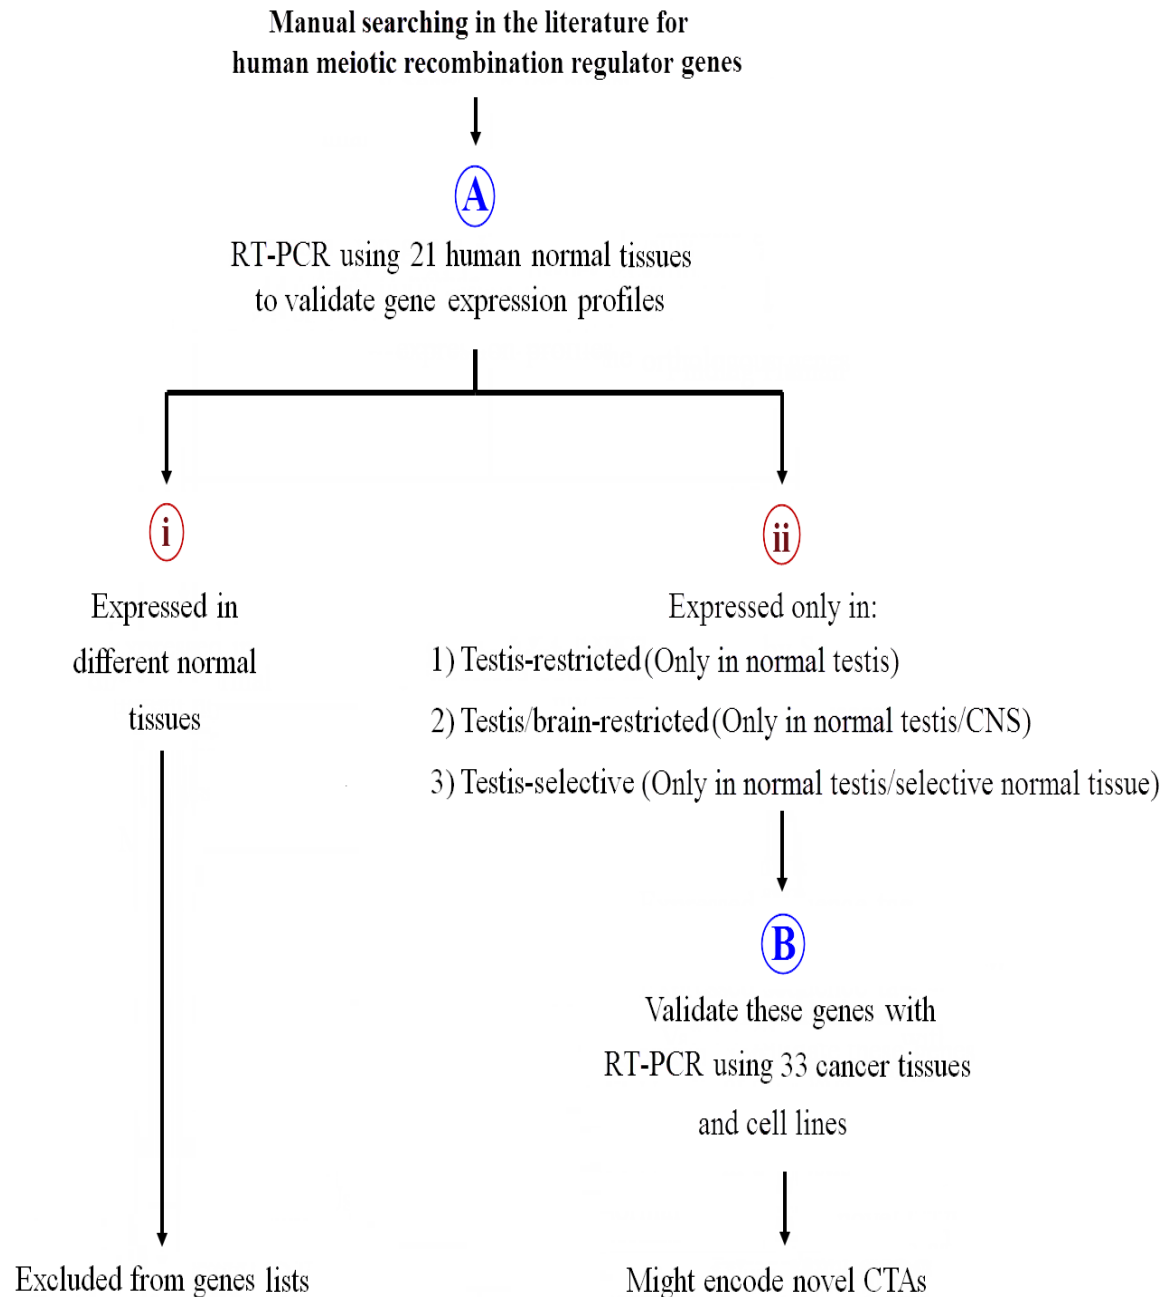 Manual searching in the literature for
human meiotic recombination regulator genes
A
RT-PCR using 21 human normal tissues
to validate gene expression profiles
i
Expressed in
different normal
tissues
Excluded from genes lists
ii
Expressed only in:
1) Testis-restricted (Only in normal testis)
2) Testis/brain-restricted (Only in normal testis/CNS)
3) Testis-selective (Only in normal testis/selective normal tissue)
B
Validate these genes with
RT-PCR using 33 cancer tissues
and cell lines
Might encode novel CTAs